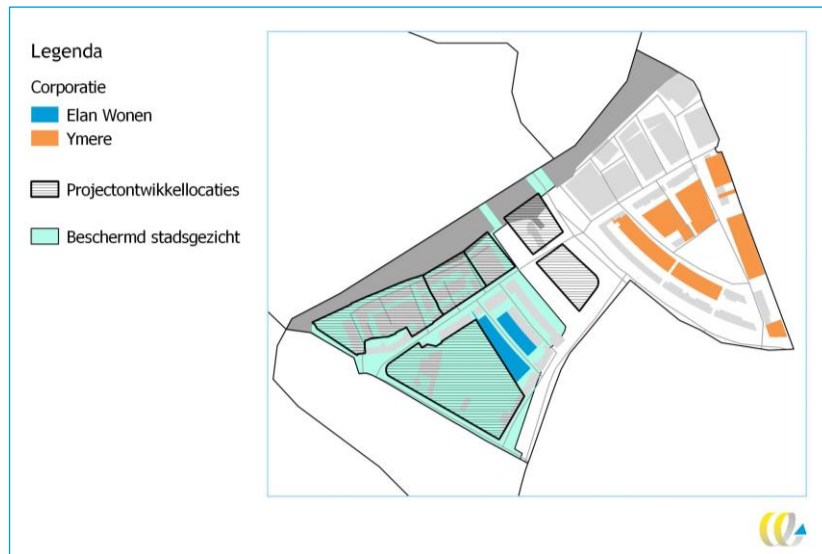 Legenda
Corporatie
Elan Wonen
Ymere
Projectontwikkellocaties
Beschermd stadsgezicht